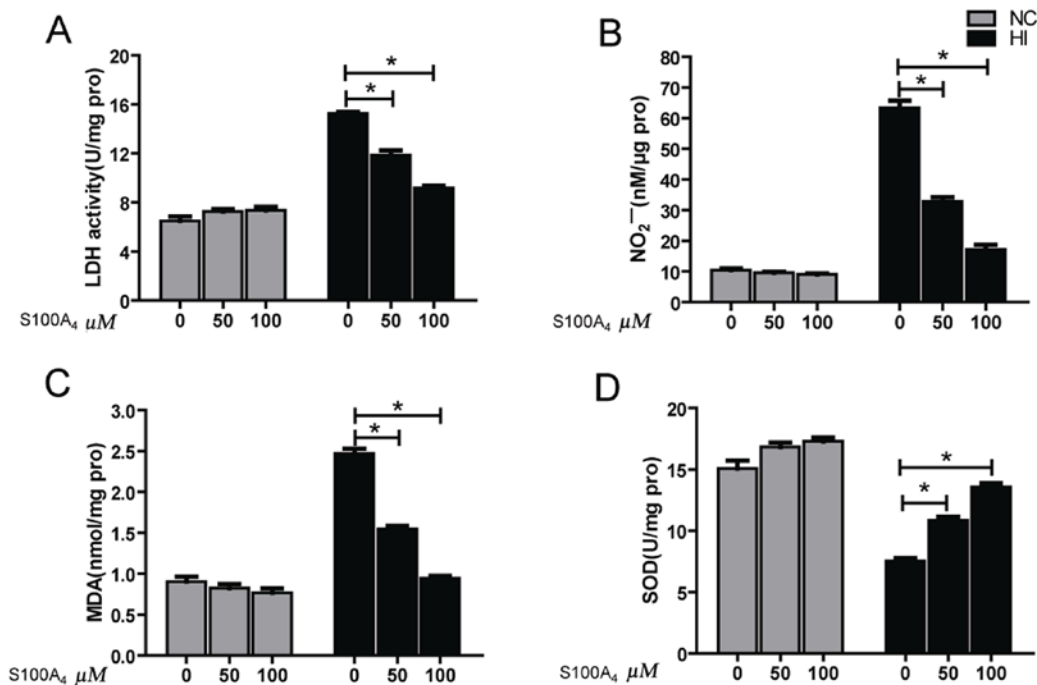 A
LDH activity(U/mg pro)
20
16
12
8
4
0
* *
S100A₄ μM 0 50 100 0 50 100
B
NC
HI
NO₂⁻(nM/μg pro)
80
70
60
50
40
30
20
10
0
* *
S100A₄ μM 0 50 100 0 50 100
C
MDA(nmol/mg pro)
3.0
2.5
2.0
1.5
1.0
0.5
0.0
* *
S100A₄ μM 0 50 100 0 50 100
D
SOD(U/mg pro)
20
15
10
5
0
* *
S100A₄ μM 0 50 100 0 50 100